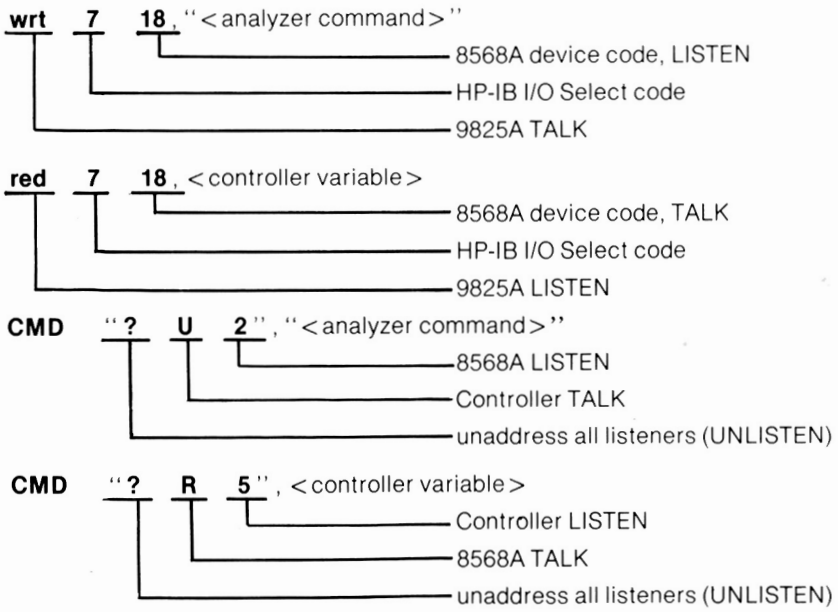 wrt 7 18, “<analyzer command>”
8568A device code, LISTEN
HP-IB I/O Select code
9825A TALK
red 7 18, <controller variable>
8568A device code, TALK
HP-IB I/O Select code
9825A LISTEN
CMD “? U 2”, “<analyzer command>”
8568A LISTEN
Controller TALK
unaddress all listeners (UNLISTEN)
CMD “? R 5”, <controller variable>
Controller LISTEN
8568A TALK
unaddress all listeners (UNLISTEN)